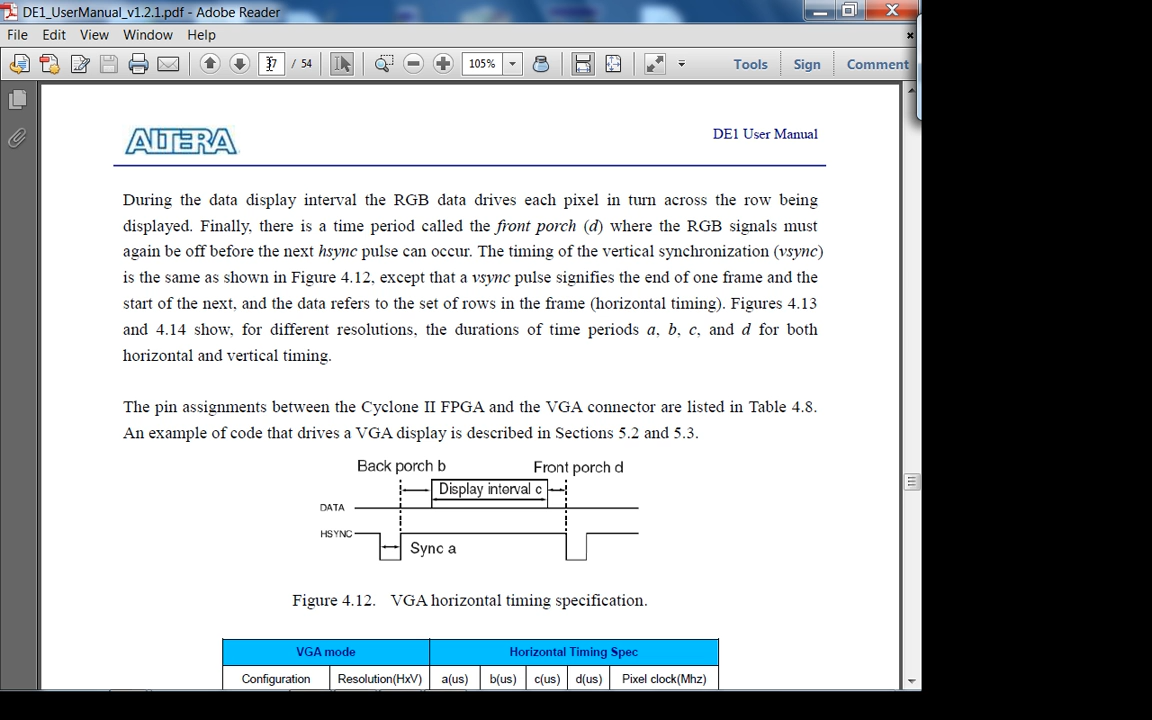 DE1_UserManual_v1.2.1.pdf - Adobe Reader
File Edit View Window Help
37 / 54 105% Tools Sign Comment
ALTERA
DE1 User Manual
During the data display interval the RGB data drives each pixel in turn across the row being
displayed. Finally, there is a time period called the front porch (d) where the RGB signals must
again be off before the next hsync pulse can occur. The timing of the vertical synchronization (vsync)
is the same as shown in Figure 4.12, except that a vsync pulse signifies the end of one frame and the
start of the next, and the data refers to the set of rows in the frame (horizontal timing). Figures 4.13
and 4.14 show, for different resolutions, the durations of time periods a, b, c, and d for both
horizontal and vertical timing.
The pin assignments between the Cyclone II FPGA and the VGA connector are listed in Table 4.8.
An example of code that drives a VGA display is described in Sections 5.2 and 5.3.
Back porch b Front porch d
Display interval c
DATA
HSYNC
Sync a
Figure 4.12. VGA horizontal timing specification.
VGA mode Horizontal Timing Spec
Configuration Resolution(HxV) a(us) b(us) c(us) d(us) Pixel clock(Mhz)